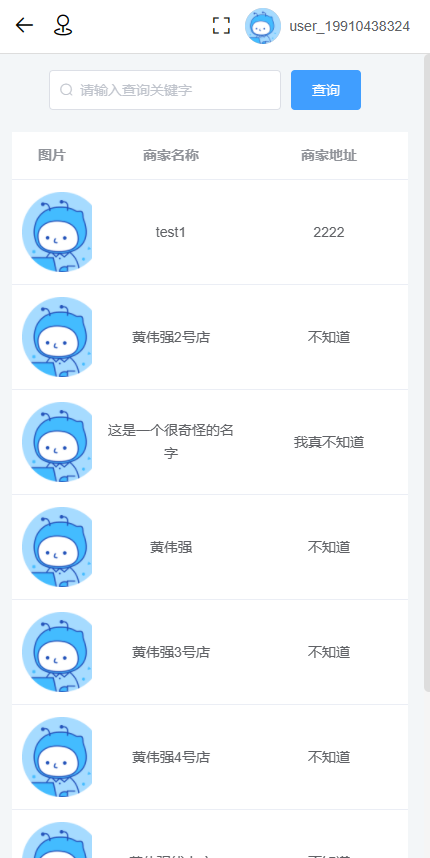 user_19910438324
请输入查询关键字
查询
图片 商家名称 商家地址
test1 2222
黄伟强2号店 不知道
这是一个很奇怪的名
字
我真不知道
黄伟强 不知道
黄伟强3号店 不知道
黄伟强4号店 不知道